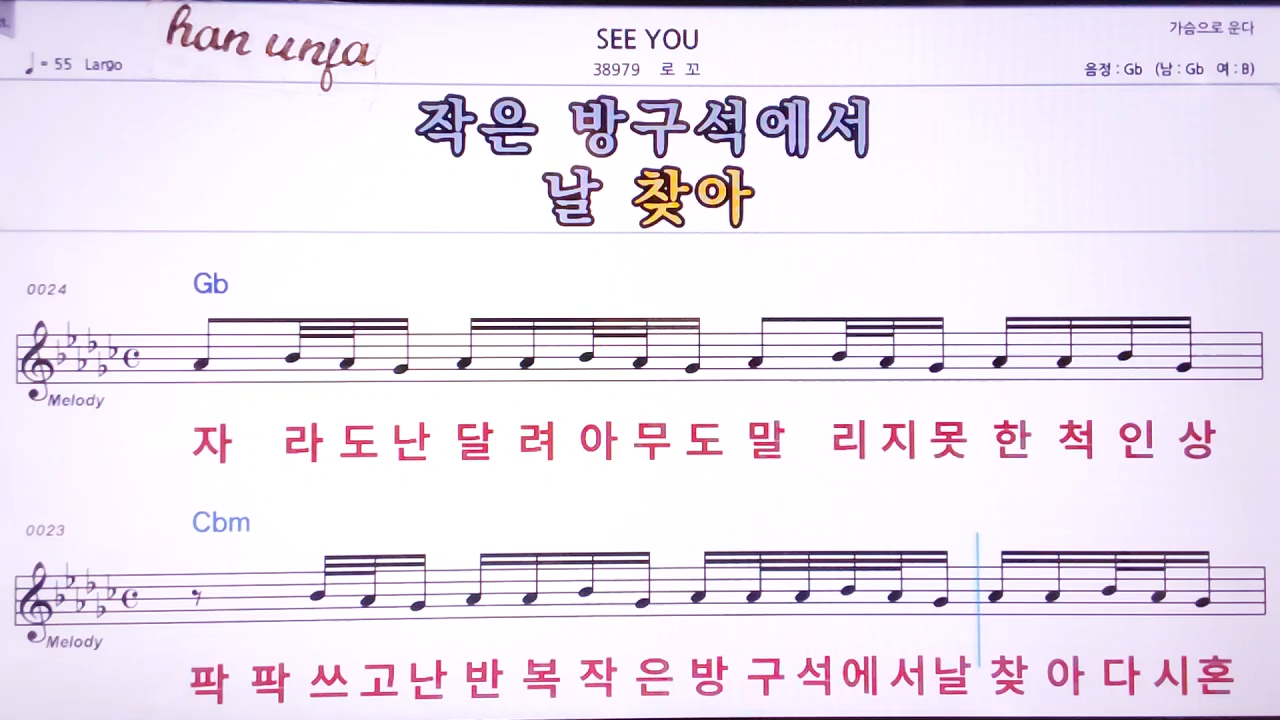 han unfa
SEE YOU
가슴으로 운다
♩= 55 Largo
38979 로 꼬
음정 : Gb (남 : Gb 여 : B)
작은 방구석에서
날 찾아
0024
Gb
Melody
자 라 도 난 달 려 아 무 도 말 리 지 못 한 척 인 상
0023
Cbm
Melody
팍 팍 쓰 고 난 반 복 작 은 방 구 석 에 서 날 찾 아 다 시 혼